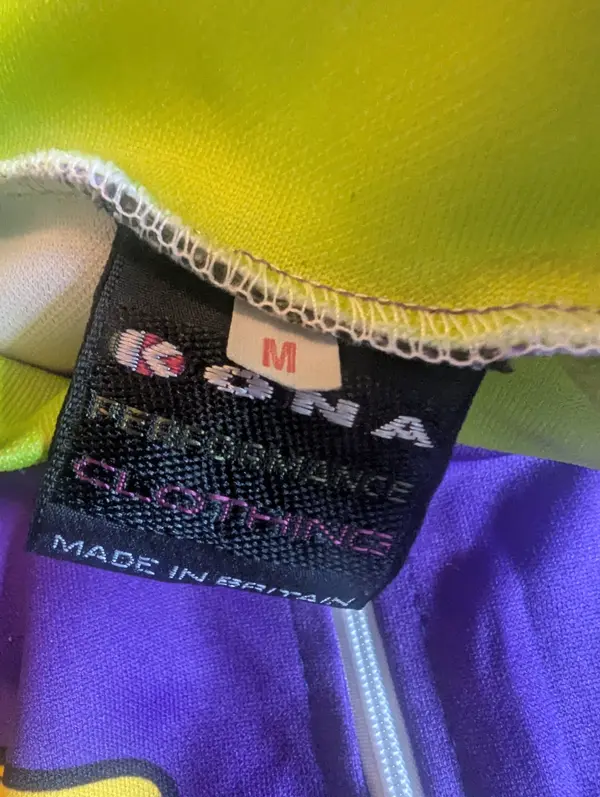 M
KONA
PERFORMANCE
CLOTHING
MADE IN BRITAIN